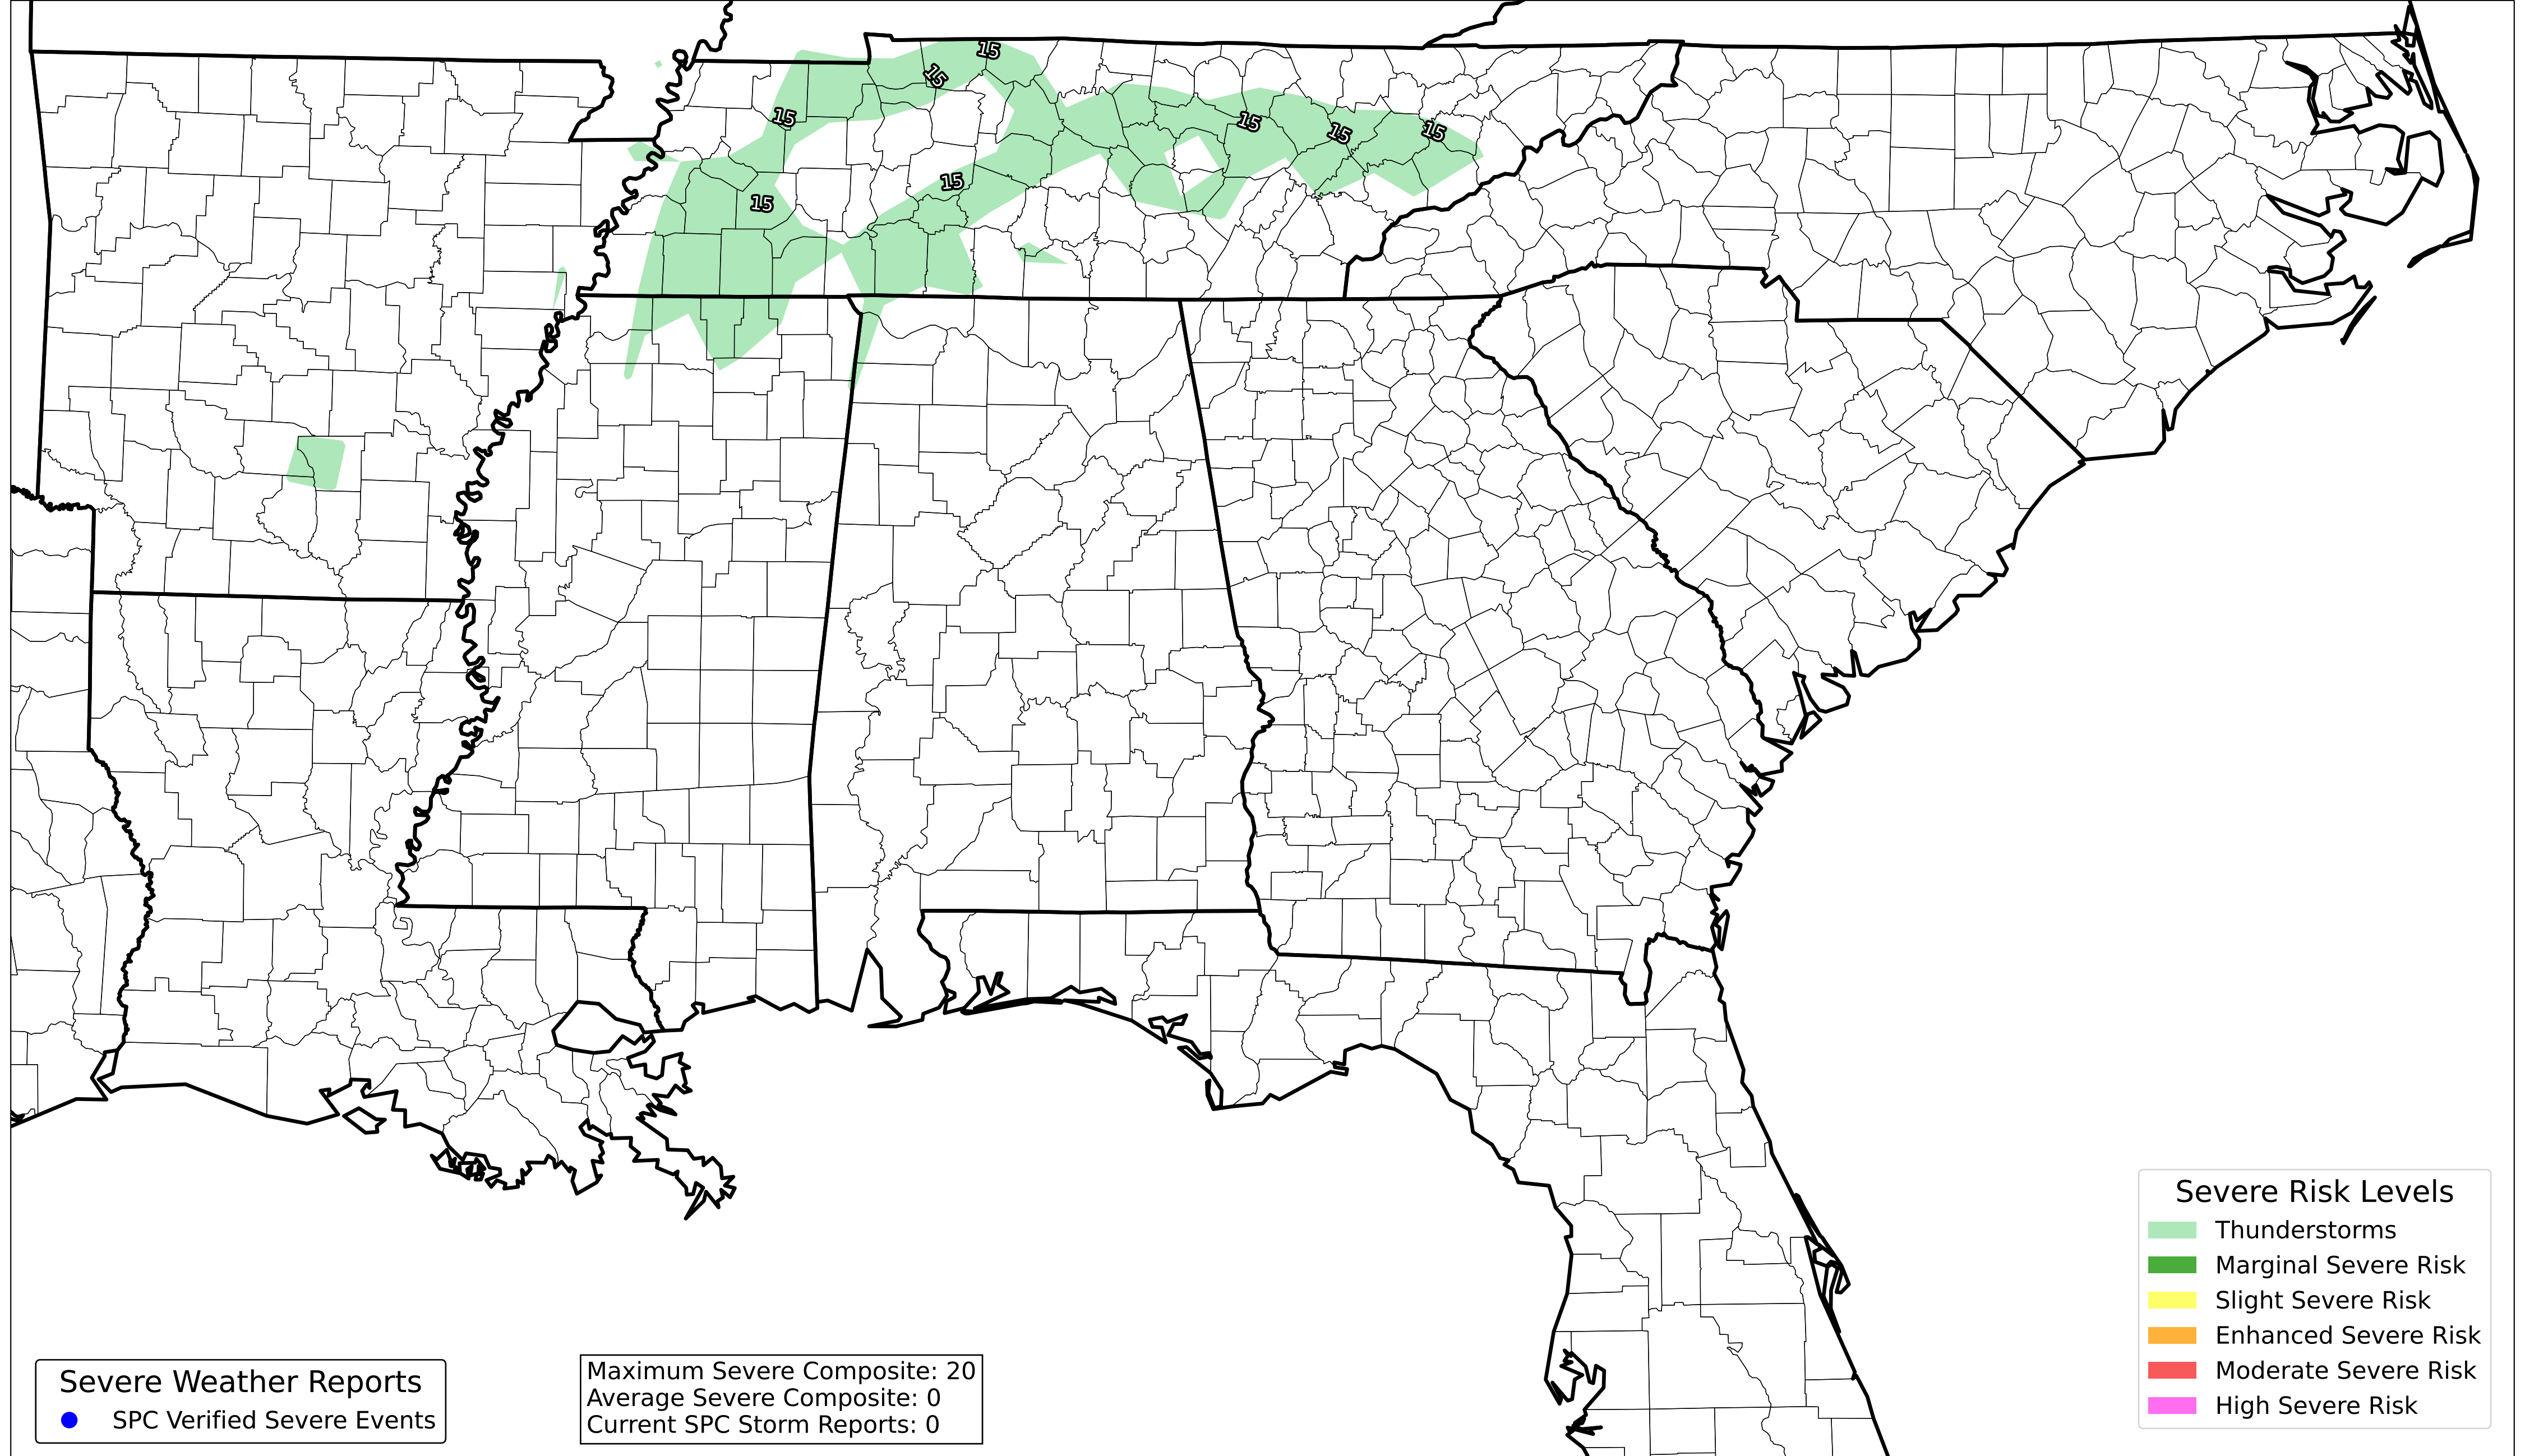 15
15
15
15
15
15
15
15
Severe Risk Levels
Thunderstorms
Marginal Severe Risk
Slight Severe Risk
Enhanced Severe Risk
Moderate Severe Risk
High Severe Risk
Severe Weather Reports
SPC Verified Severe Events
Maximum Severe Composite: 20
Average Severe Composite: 0
Current SPC Storm Reports: 0